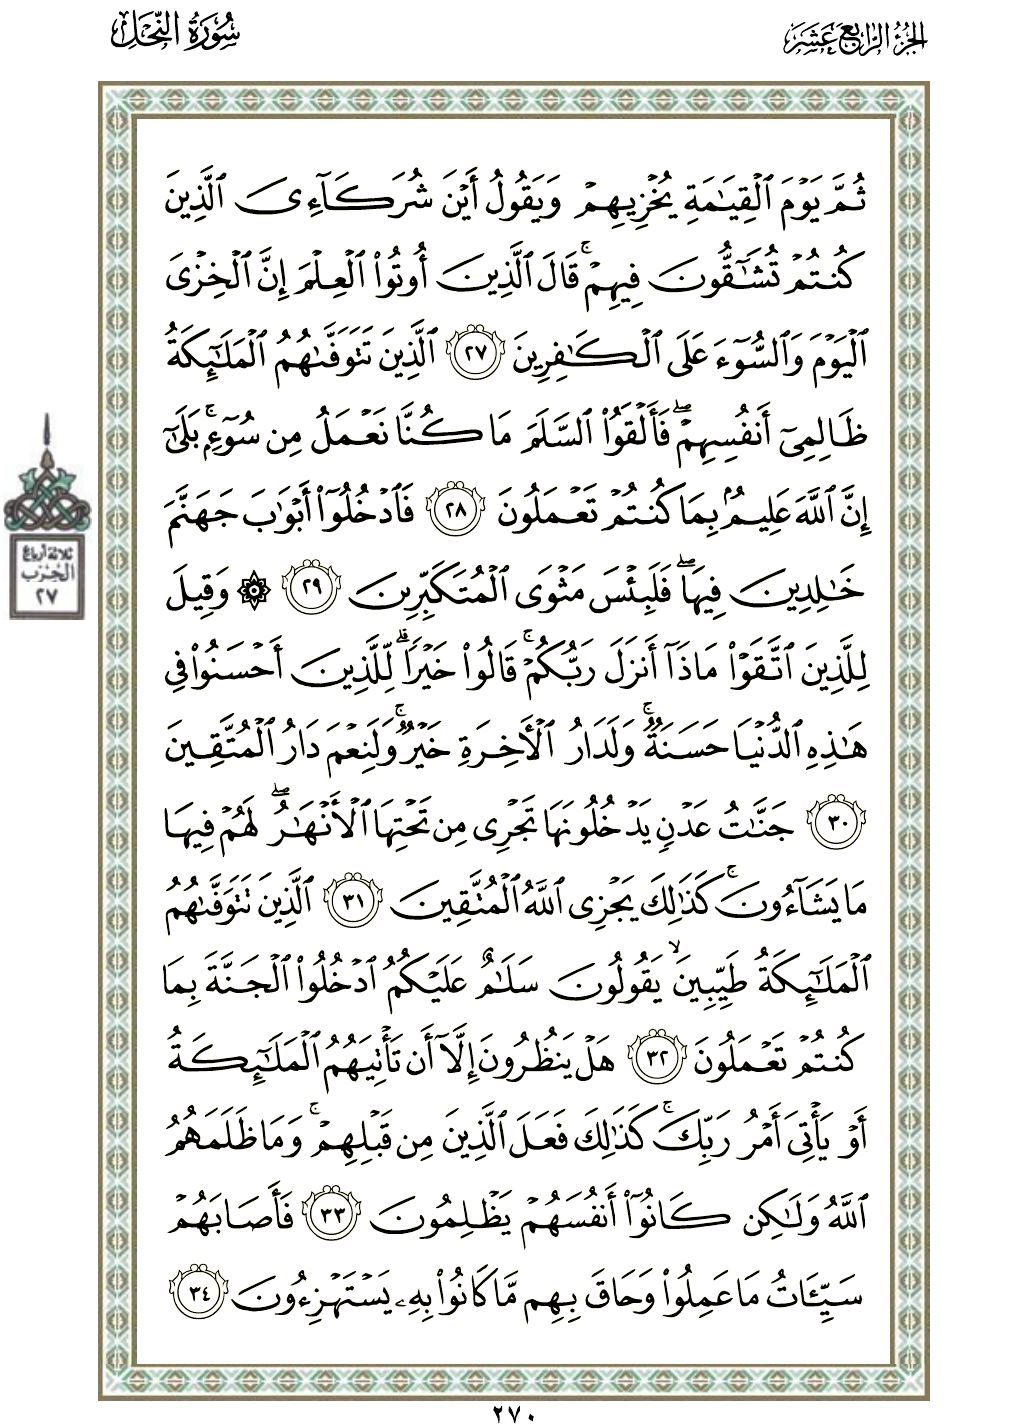 الجزء الرابع عشر
سورة النحل
ثُمَّ يَوْمَ ٱلْقِيَٰمَةِ يُخْزِيهِمْ وَيَقُولُ أَيْنَ شُرَكَآءِىَ ٱلَّذِينَ
كُنتُمْ تُشَٰٓقُّونَ فِيهِمْ ۚ قَالَ ٱلَّذِينَ أُوتُوا۟ ٱلْعِلْمَ إِنَّ ٱلْخِزْىَ
ٱلْيَوْمَ وَٱلسُّوٓءَ عَلَى ٱلْكَٰفِرِينَ ٢٧ ٱلَّذِينَ تَتَوَفَّىٰهُمُ ٱلْمَلَٰٓئِكَةُ
ظَالِمِىٓ أَنفُسِهِمْ ۖ فَأَلْقَوُا۟ ٱلسَّلَمَ مَا كُنَّا نَعْمَلُ مِن سُوٓءٍۭ ۚ بَلَىٰٓ
إِنَّ ٱللَّهَ عَلِيمٌۢ بِمَا كُنتُمْ تَعْمَلُونَ ٢٨ فَٱدْخُلُوٓا۟ أَبْوَٰبَ جَهَنَّمَ
خَٰلِدِينَ فِيهَا ۖ فَلَبِئْسَ مَثْوَى ٱلْمُتَكَبِّرِينَ ٢٩ ۞ وَقِيلَ
لِلَّذِينَ ٱتَّقَوْا۟ مَاذَآ أَنزَلَ رَبُّكُمْ ۚ قَالُوا۟ خَيْرًا ۗ لِّلَّذِينَ أَحْسَنُوا۟ فِى
هَٰذِهِ ٱلدُّنْيَا حَسَنَةٌ ۚ وَلَدَارُ ٱلْءَاخِرَةِ خَيْرٌ ۚ وَلَنِعْمَ دَارُ ٱلْمُتَّقِينَ
٣٠ جَنَّٰتُ عَدْنٍ يَدْخُلُونَهَا تَجْرِى مِن تَحْتِهَا ٱلْأَنْهَٰرُ ۖ لَهُمْ فِيهَا
مَا يَشَآءُونَ ۚ كَذَٰلِكَ يَجْزِى ٱللَّهُ ٱلْمُتَّقِينَ ٣١ ٱلَّذِينَ تَتَوَفَّىٰهُمُ
ٱلْمَلَٰٓئِكَةُ طَيِّبِينَ ۙ يَقُولُونَ سَلَٰمٌ عَلَيْكُمُ ٱدْخُلُوا۟ ٱلْجَنَّةَ بِمَا
كُنتُمْ تَعْمَلُونَ ٣٢ هَلْ يَنظُرُونَ إِلَّآ أَن تَأْتِيَهُمُ ٱلْمَلَٰٓئِكَةُ
أَوْ يَأْتِىَ أَمْرُ رَبِّكَ ۚ كَذَٰلِكَ فَعَلَ ٱلَّذِينَ مِن قَبْلِهِمْ ۚ وَمَا ظَلَمَهُمُ
ٱللَّهُ وَلَٰكِن كَانُوٓا۟ أَنفُسَهُمْ يَظْلِمُونَ ٣٣ فَأَصَابَهُمْ
سَيِّـَٔاتُ مَا عَمِلُوا۟ وَحَاقَ بِهِم مَّا كَانُوا۟ بِهِۦ يَسْتَهْزِءُونَ ٣٤
ثلاثة أرباع
الحزب
٢٧
٢٧٠